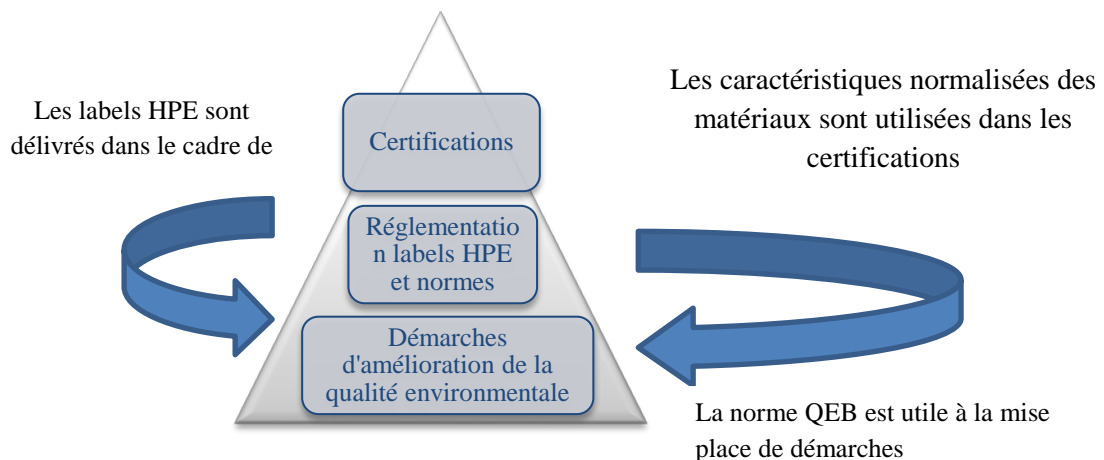 Les labels HPE sont
délivrés dans le cadre de
Certifications
Réglementatio
n labels HPE
et normes
Démarches
d'amélioration de la
qualité environnementale
Les caractéristiques normalisées des
matériaux sont utilisées dans les
certifications
La norme QEB est utile à la mise
place de démarches